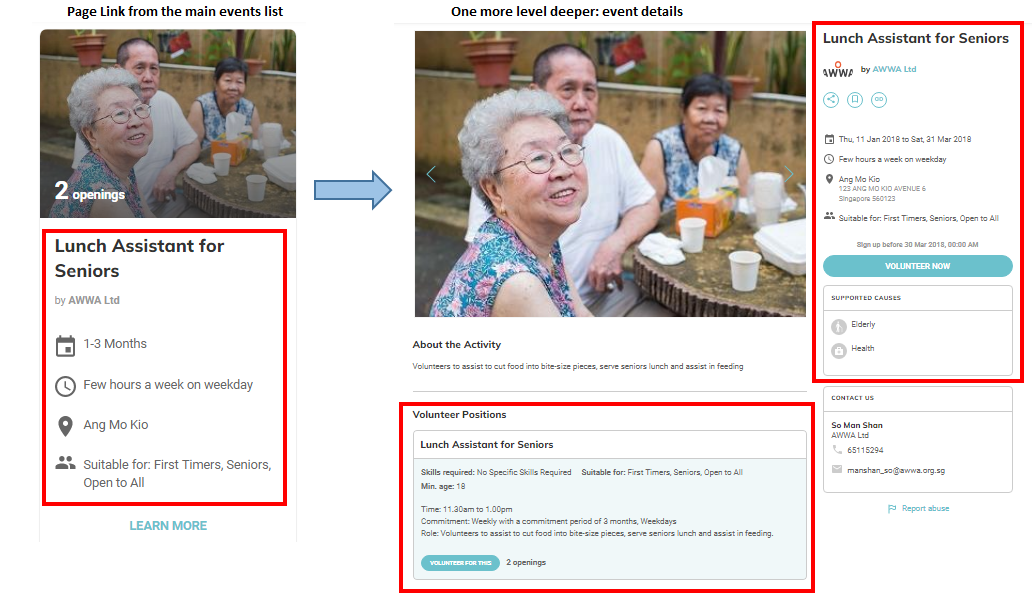 Page Link from the main events list
One more level deeper: event details
2 openings
Lunch Assistant for
Seniors
by AWWA Ltd
1-3 Months
Few hours a week on weekday
Ang Mo Kio
Suitable for: First Timers, Seniors,
Open to All
LEARN MORE
About the Activity
Volunteers to assist to cut food into bite-size pieces, serve seniors lunch and assist in feeding
Volunteer Positions
Lunch Assistant for Seniors
Skills required: No Specific Skills Required Suitable for: First Timers, Seniors, Open to All
Min. age: 18
Time: 11.30am to 1.00pm
Commitment: Weekly with a commitment period of 3 months, Weekdays
Role: Volunteers to assist to cut food into bite-size pieces, serve seniors lunch and assist in feeding.
VOLUNTEER FOR THIS 2 openings
Lunch Assistant for Seniors
AWWA by AWWA Ltd
Thu, 11 Jan 2018 to Sat, 31 Mar 2018
Few hours a week on weekday
Ang Mo Kio
123 ANG MO KIO AVENUE 6
Singapore 560123
Suitable for: First Timers, Seniors, Open to All
Sign up before 30 Mar 2018, 00:00 AM
VOLUNTEER NOW
SUPPORTED CAUSES
Elderly
Health
CONTACT US
So Man Shan
AWWA Ltd
65115294
manshan_so@awwa.org.sg
Report abuse